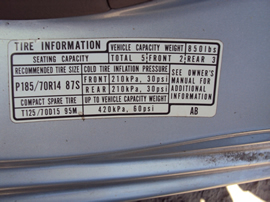 TIRE INFORMATION
VEHICLE CAPACITY WEIGHT 850lbs
SEATING CAPACITY TOTAL 5 FRONT 2 REAR 3
RECOMMENDED TIRE SIZE COLD TIRE INFLATION PRESSURE
P185/70R14 87S
FRONT 210kPa, 30psi
REAR 210kPa, 30psi
SEE OWNER'S MANUAL FOR ADDITIONAL INFORMATION
COMPACT SPARE TIRE UP TO VEHICLE CAPACITY WEIGHT
T125/70D15 95M 420kPa, 60psi AB